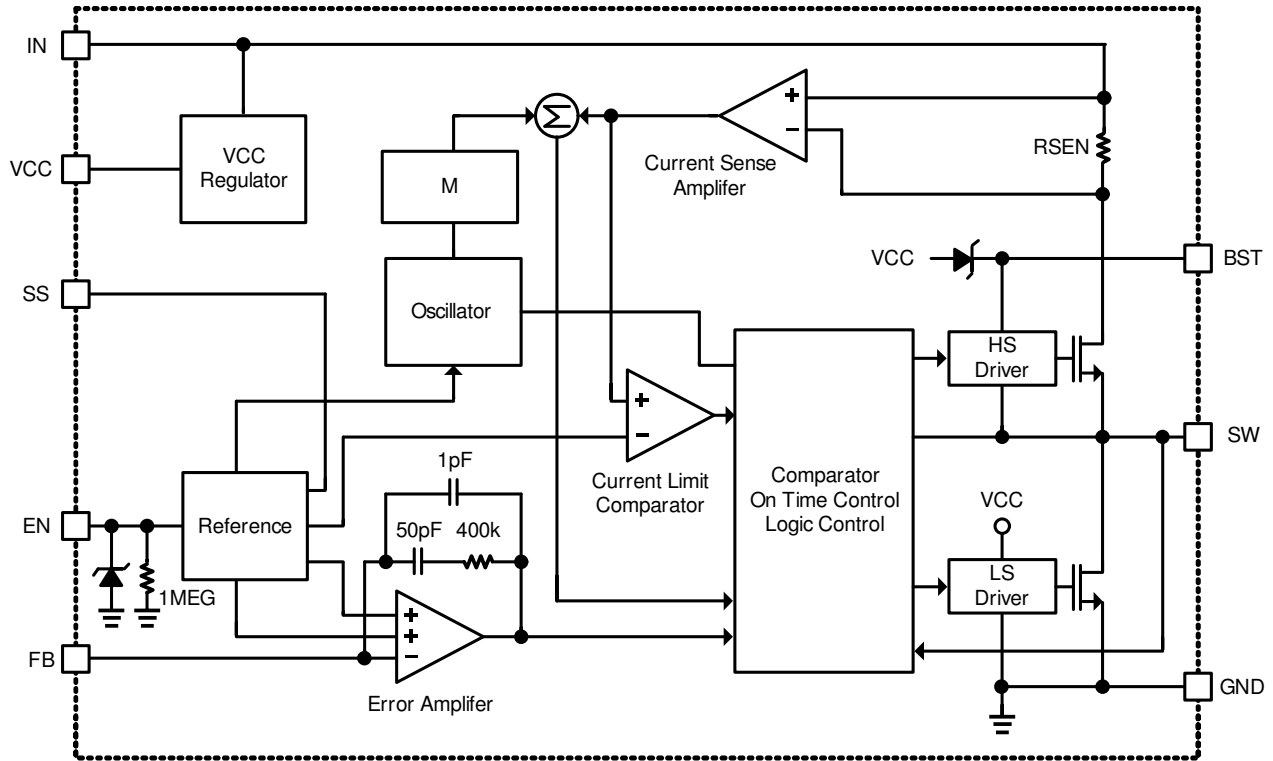 IN
VCC
Regulator
VCC
M
Σ
+
−
Current Sense
Amplifer
RSEN
SS
Oscillator
VCC
BST
HS
Driver
+
−
Current Limit
Comparator
Comparator
On Time Control
Logic Control
SW
1pF
50pF 400k
EN
Reference
1MEG
VCC
LS
Driver
+
+
−
FB
Error Amplifer
GND